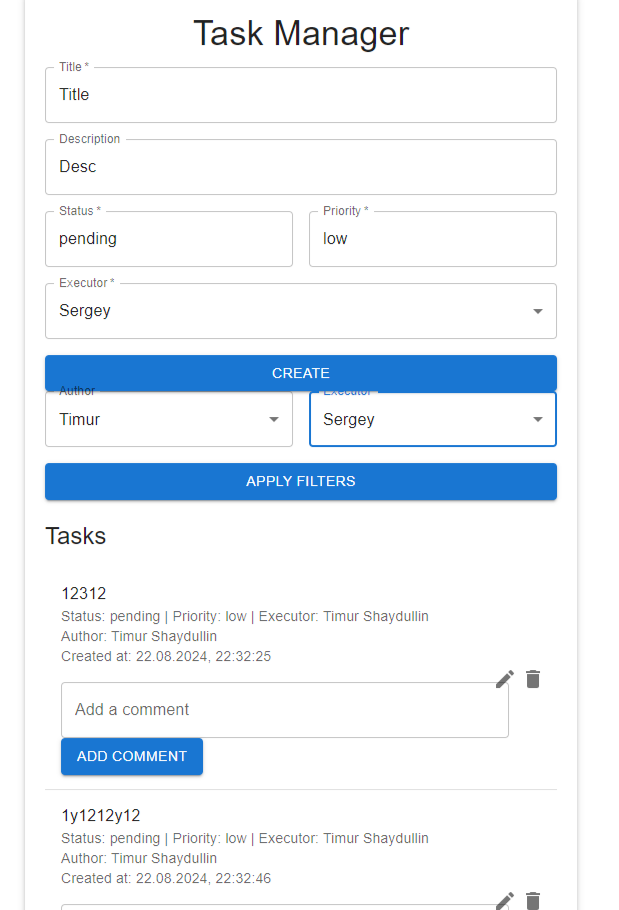 Task Manager
Title *
Title
Description
Desc
Status *
Priority *
pending
low
Executor *
Sergey
CREATE
Author
Executor
Timur
Sergey
APPLY FILTERS
Tasks
12312
Status: pending | Priority: low | Executor: Timur Shaydullin
Author: Timur Shaydullin
Created at: 22.08.2024, 22:32:25
Add a comment
ADD COMMENT
1y1212y12
Status: pending | Priority: low | Executor: Timur Shaydullin
Author: Timur Shaydullin
Created at: 22.08.2024, 22:32:46